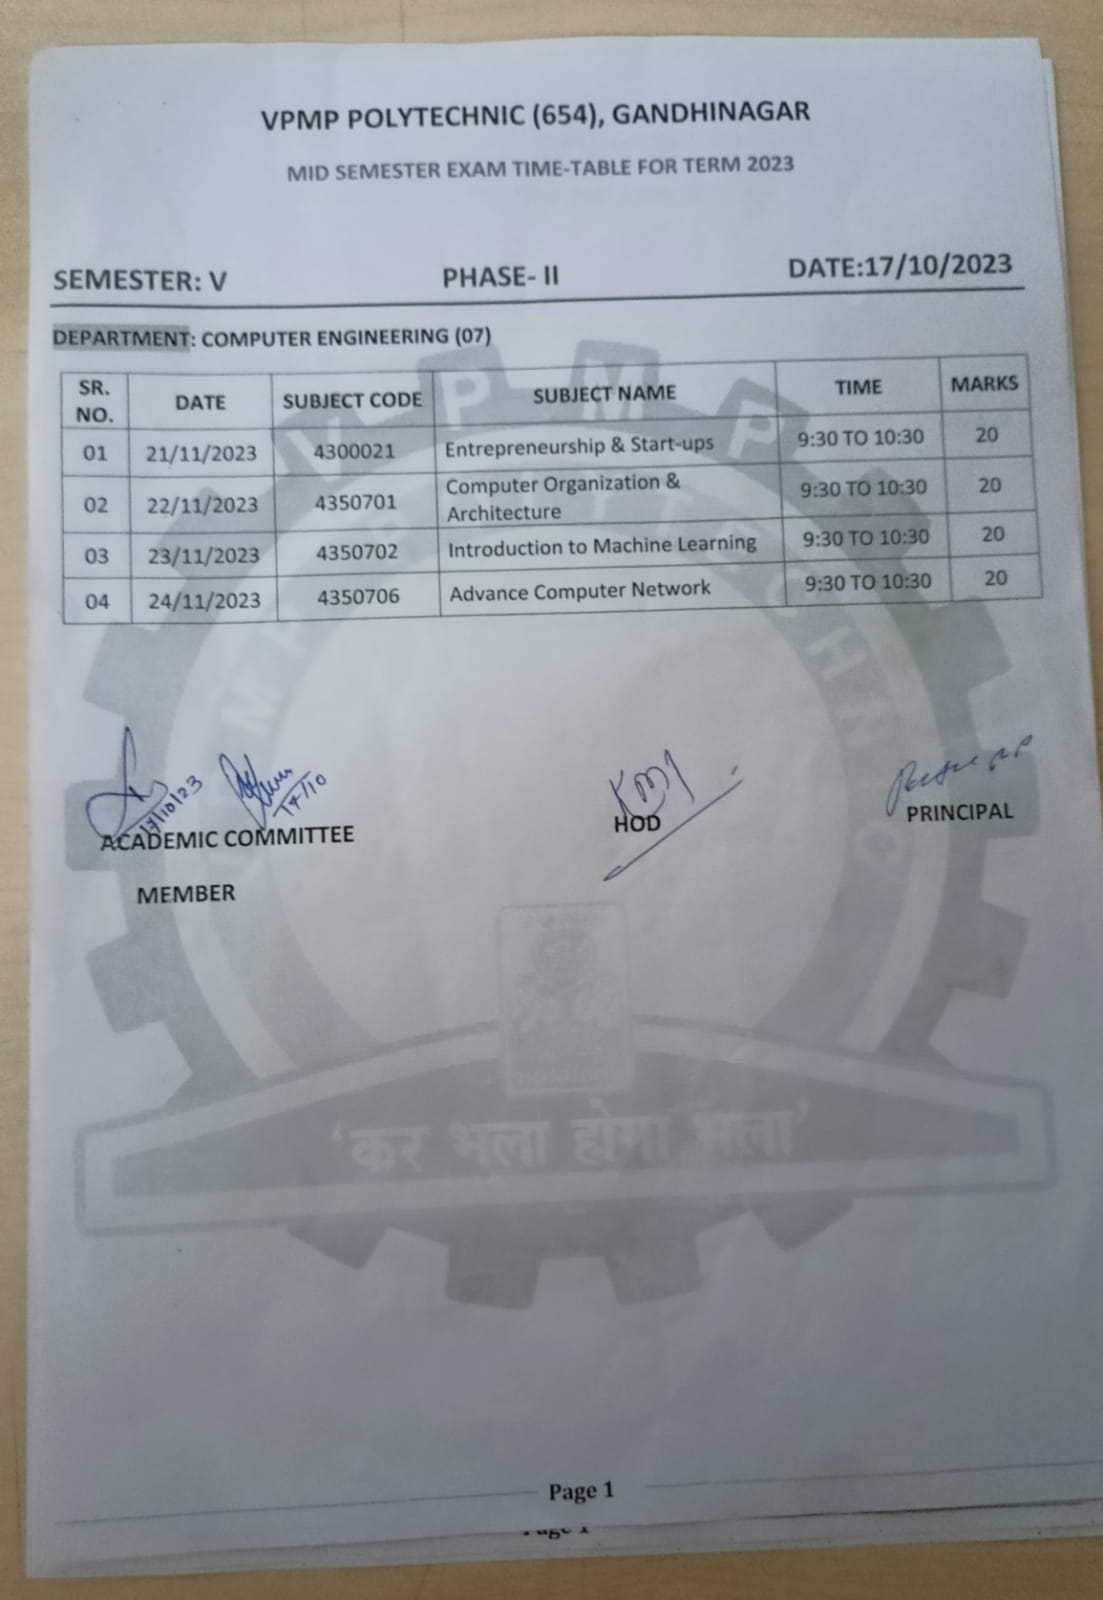 VPMP POLYTECHNIC (654), GANDHINAGAR
MID SEMESTER EXAM TIME-TABLE FOR TERM 2023
SEMESTER: V PHASE- II DATE:17/10/2023
DEPARTMENT: COMPUTER ENGINEERING (07)
SR. NO. DATE SUBJECT CODE SUBJECT NAME TIME MARKS
01 21/11/2023 4300021 Entrepreneurship & Start-ups 9:30 TO 10:30 20
02 22/11/2023 4350701 Computer Organization & Architecture 9:30 TO 10:30 20
03 23/11/2023 4350702 Introduction to Machine Learning 9:30 TO 10:30 20
04 24/11/2023 4350706 Advance Computer Network 9:30 TO 10:30 20
17/10/23 17/10
ACADEMIC COMMITTEE HOD PRINCIPAL
MEMBER
V P M P
'कर भला होगा भला'
Page 1
Page 1